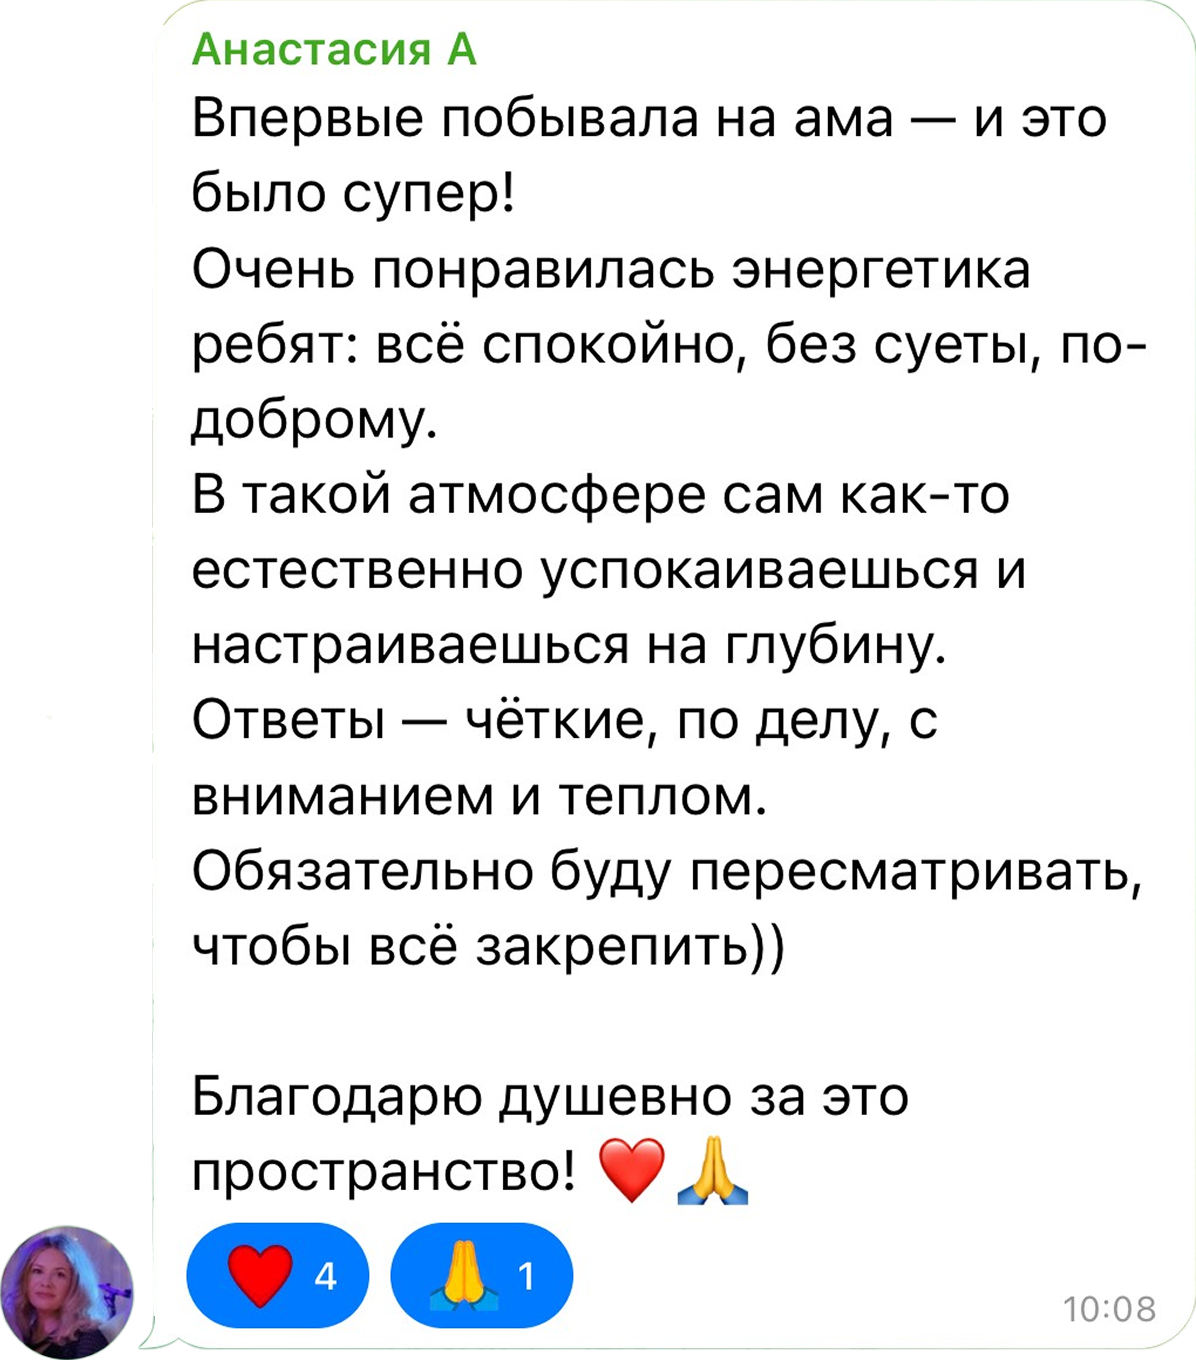 Анастасия А
Впервые побывала на ама — и это
было супер!
Очень понравилась энергетика
ребят: всё спокойно, без суеты, по-
доброму.
В такой атмосфере сам как-то
естественно успокаиваешься и
настраиваешься на глубину.
Ответы — чёткие, по делу, с
вниманием и теплом.
Обязательно буду пересматривать,
чтобы всё закрепить))
Благодарю душевно за это
пространство! ❤️🙏
❤️ 4 🙏 1
10:08